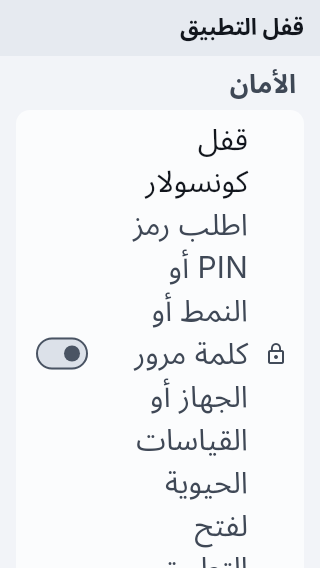 قفل التطبيق
الأمان
قفل
كونسولار
اطلب رمز
PIN أو
النمط أو
كلمة مرور
الجهاز أو
القياسات
الحيوية
لفتح